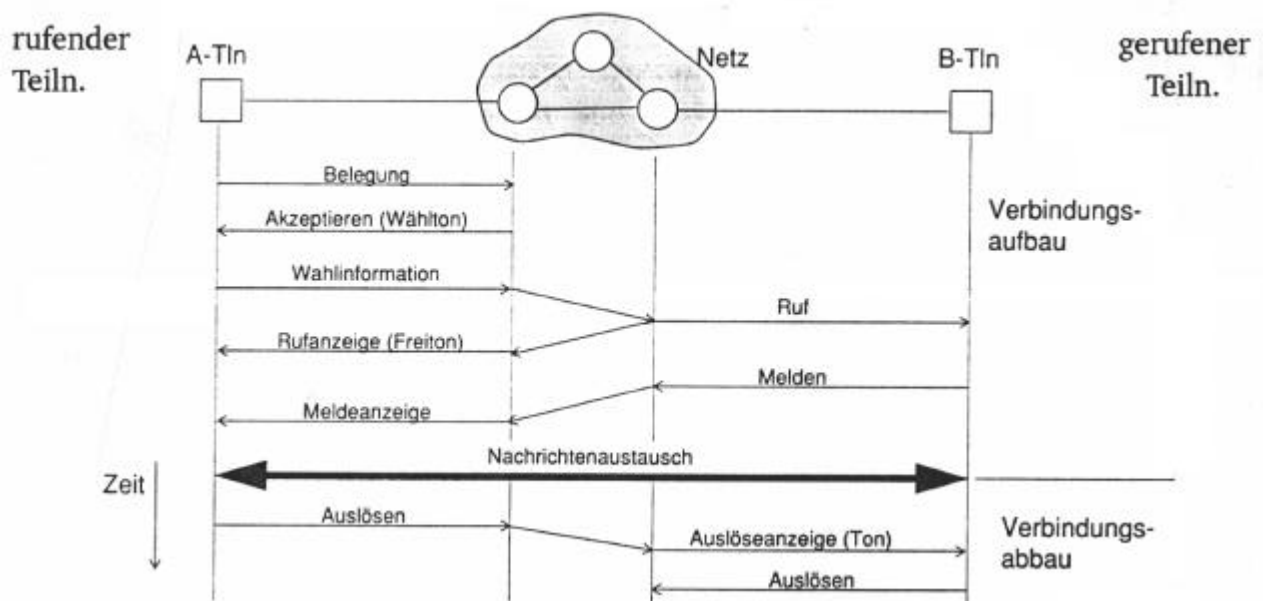 rufender
Teiln.
A-Tln
Netz
B-Tln
gerufener
Teiln.
Belegung
Akzeptieren (Wählton)
Verbindungs-
aufbau
Wahlinformation
Ruf
Rufanzeige (Freiton)
Melden
Meldeanzeige
Nachrichtenaustausch
Zeit
Auslösen
Auslöseanzeige (Ton)
Verbindungs-
abbau
Auslösen